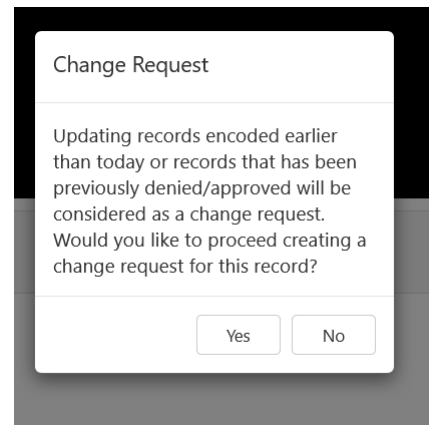 Change Request
Updating records encoded earlier
than today or records that has been
previously denied/approved will be
considered as a change request.
Would you like to proceed creating a
change request for this record?
Yes
No